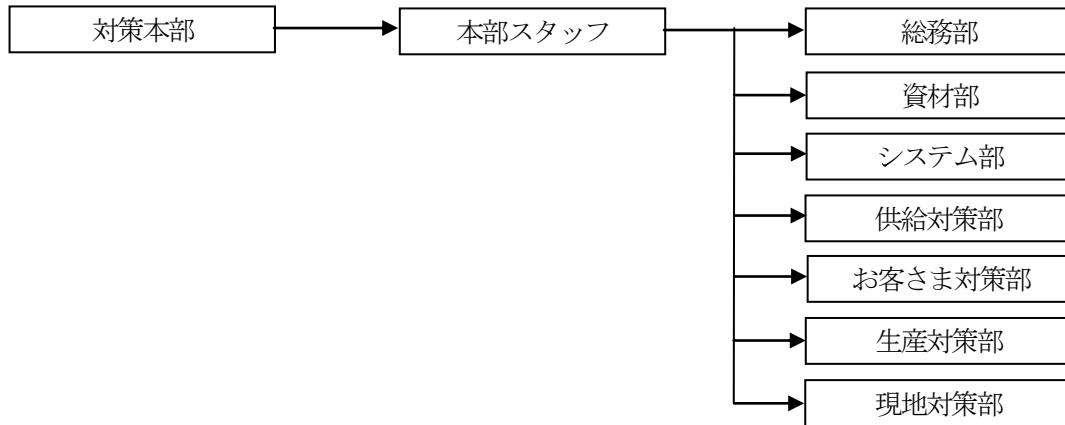 対策本部
本部スタッフ
総務部
資材部
システム部
供給対策部
お客さま対策部
生産対策部
現地対策部